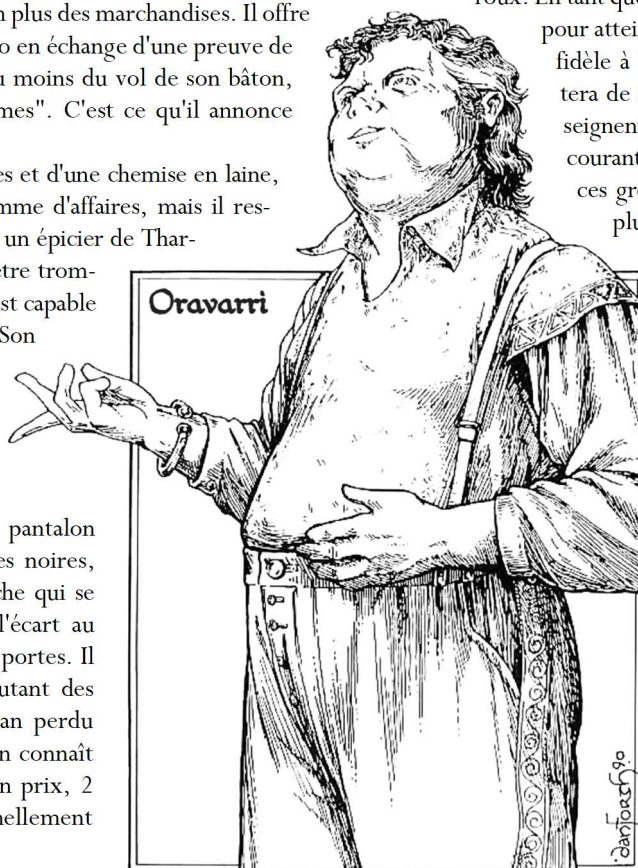 n plus des marchandises. Il offre
o en échange d'une preuve de
u moins du vol de son bâton,
mes". C'est ce qu'il annonce
es et d'une chemise en laine,
mme d'affaires, mais il res-
un épicier de Thar-
être trom-
st capable
Son
pantalon
es noires,
che qui se
l'écart au
portes. Il
utant des
an perdu
n connaît
n prix, 2
nellement
Oravarri
roux. En tant que
pour attei
fidèle à
tera de
seignen
courant
ces gr
plu
danforth 90